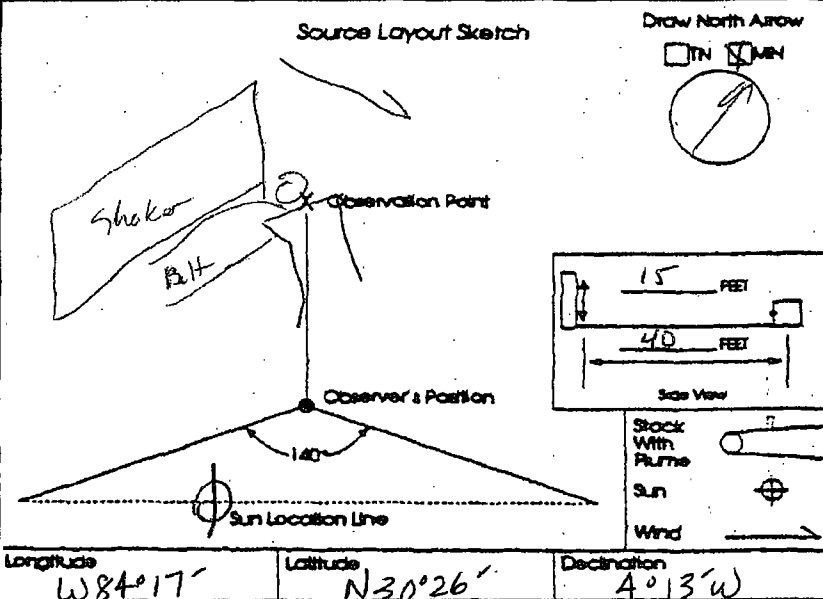 Source Layout Sketch
Draw North Arrow
TN MN
Shaker
Observation Point
Belt
15 FEET
40 FEET
Side View
Observer's Position
140°
Sun Location Line
Stack With Plume
Sun
Wind
Longitude
W84°17'
Latitude
N30°26'
Declination
4°13'W